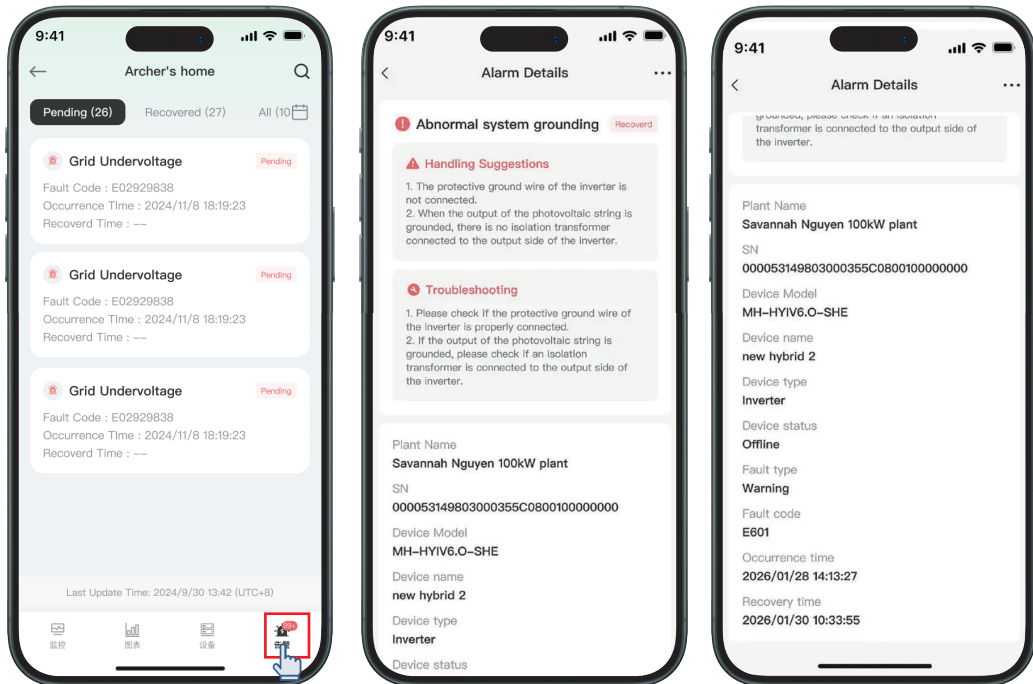 9:41
Archer's home
Pending (26)
Recovered (27)
All (10
Grid Undervoltage
Pending
Fault Code : E02929838
Occurrence TIme : 2024/11/8 18:19:23
Recoverd Time : --
Grid Undervoltage
Pending
Fault Code : E02929838
Occurrence TIme : 2024/11/8 18:19:23
Recoverd Time : --
Grid Undervoltage
Pending
Fault Code : E02929838
Occurrence TIme : 2024/11/8 18:19:23
Recoverd Time : --
Last Update Time: 2024/9/30 13:42 (UTC+8)
99+
监控
图表
设备
告警
9:41
Alarm Details
Abnormal system grounding
Recoverd
Handling Suggestions
1. The protective ground wire of the inverter is
not connected.
2. When the output of the photovoltaic string is
grounded, there is no isolation transformer
connected to the output side of the inverter.
Troubleshooting
1. Please check if the protective ground wire of
the inverter is properly connected.
2. If the output of the photovoltaic string is
grounded, please check if an isolation
transformer is connected to the output side of
the inverter.
Plant Name
Savannah Nguyen 100kW plant
SN
000053149803000355C0800100000000
Device Model
MH-HYIV6.O-SHE
Device name
new hybrid 2
Device type
Inverter
Device status
9:41
Alarm Details
grounded, please check if an isolation
transformer is connected to the output side of
the inverter.
Plant Name
Savannah Nguyen 100kW plant
SN
000053149803000355C0800100000000
Device Model
MH-HYIV6.O-SHE
Device name
new hybrid 2
Device type
Inverter
Device status
Offline
Fault type
Warning
Fault code
E601
Occurrence time
2026/01/28 14:13:27
Recovery time
2026/01/30 10:33:55